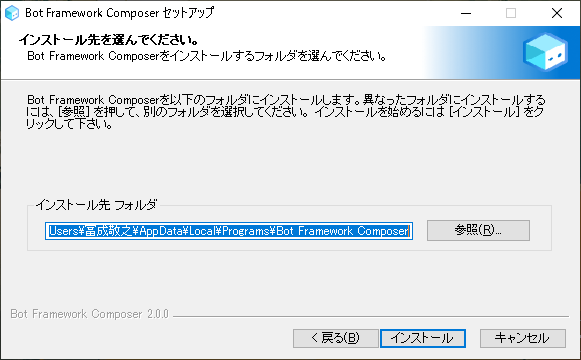 Bot Framework Composer セットアップ
インストール先を選んでください。
Bot Framework Composerをインストールするフォルダを選んでください。
Bot Framework Composerを以下のフォルダにインストールします。異なったフォルダにインストールする
には、[参照] を押して、別のフォルダを選択してください。 インストールを始めるには [インストール] をク
リックして下さい。
インストール先 フォルダ
Users¥冨成敬之¥AppData¥Local¥Programs¥Bot Framework Composer
参照(R)...
Bot Framework Composer 2.0.0
< 戻る(B)
インストール
キャンセル